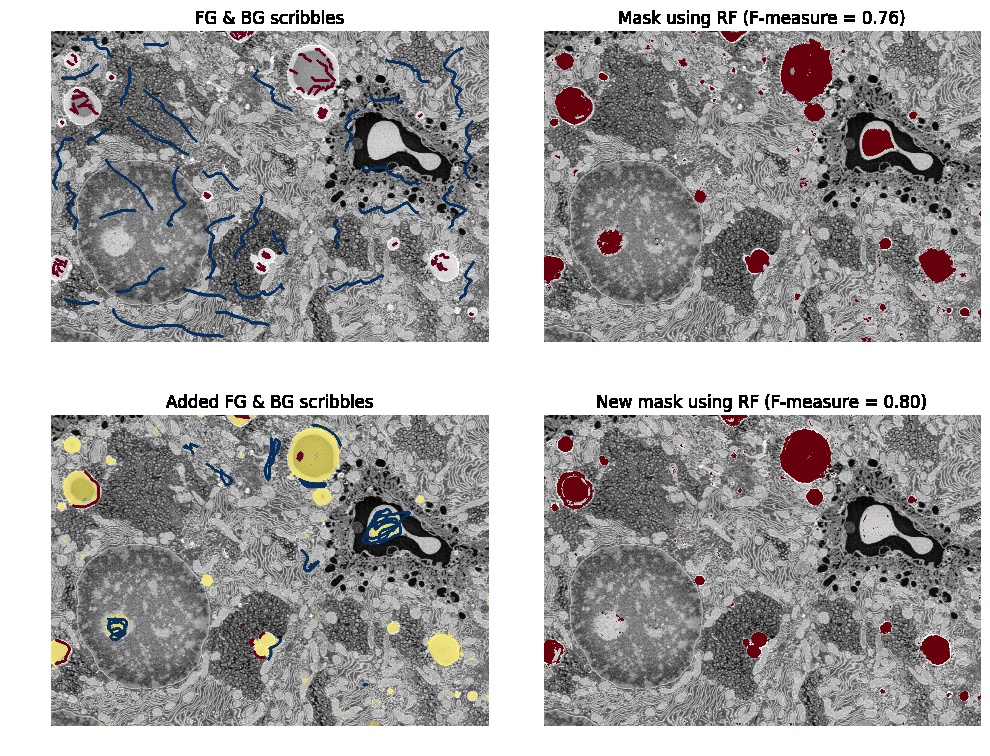 FG & BG scribbles
Mask using RF (F-measure = 0.76)
Added FG & BG scribbles
New mask using RF (F-measure = 0.80)